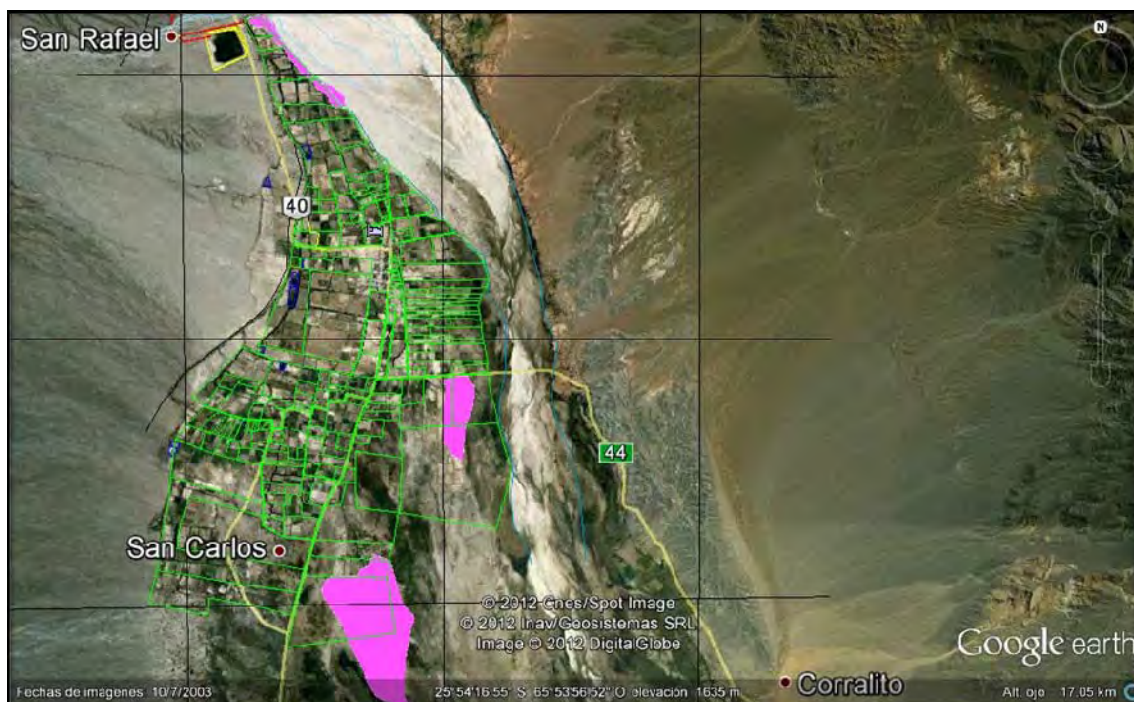 N
San Rafael
40
44
San Carlos
© 2012 Cnes/Spot Image
© 2012 Inav/Geosistemas SRL
Image © 2012 DigitalGlobe
Google earth
Corralito
Fechas de imágenes: 10/7/2003 25°54'16.55" S 65°53'56.52" O elevación 1635 m Alt. ojo 17.05 km